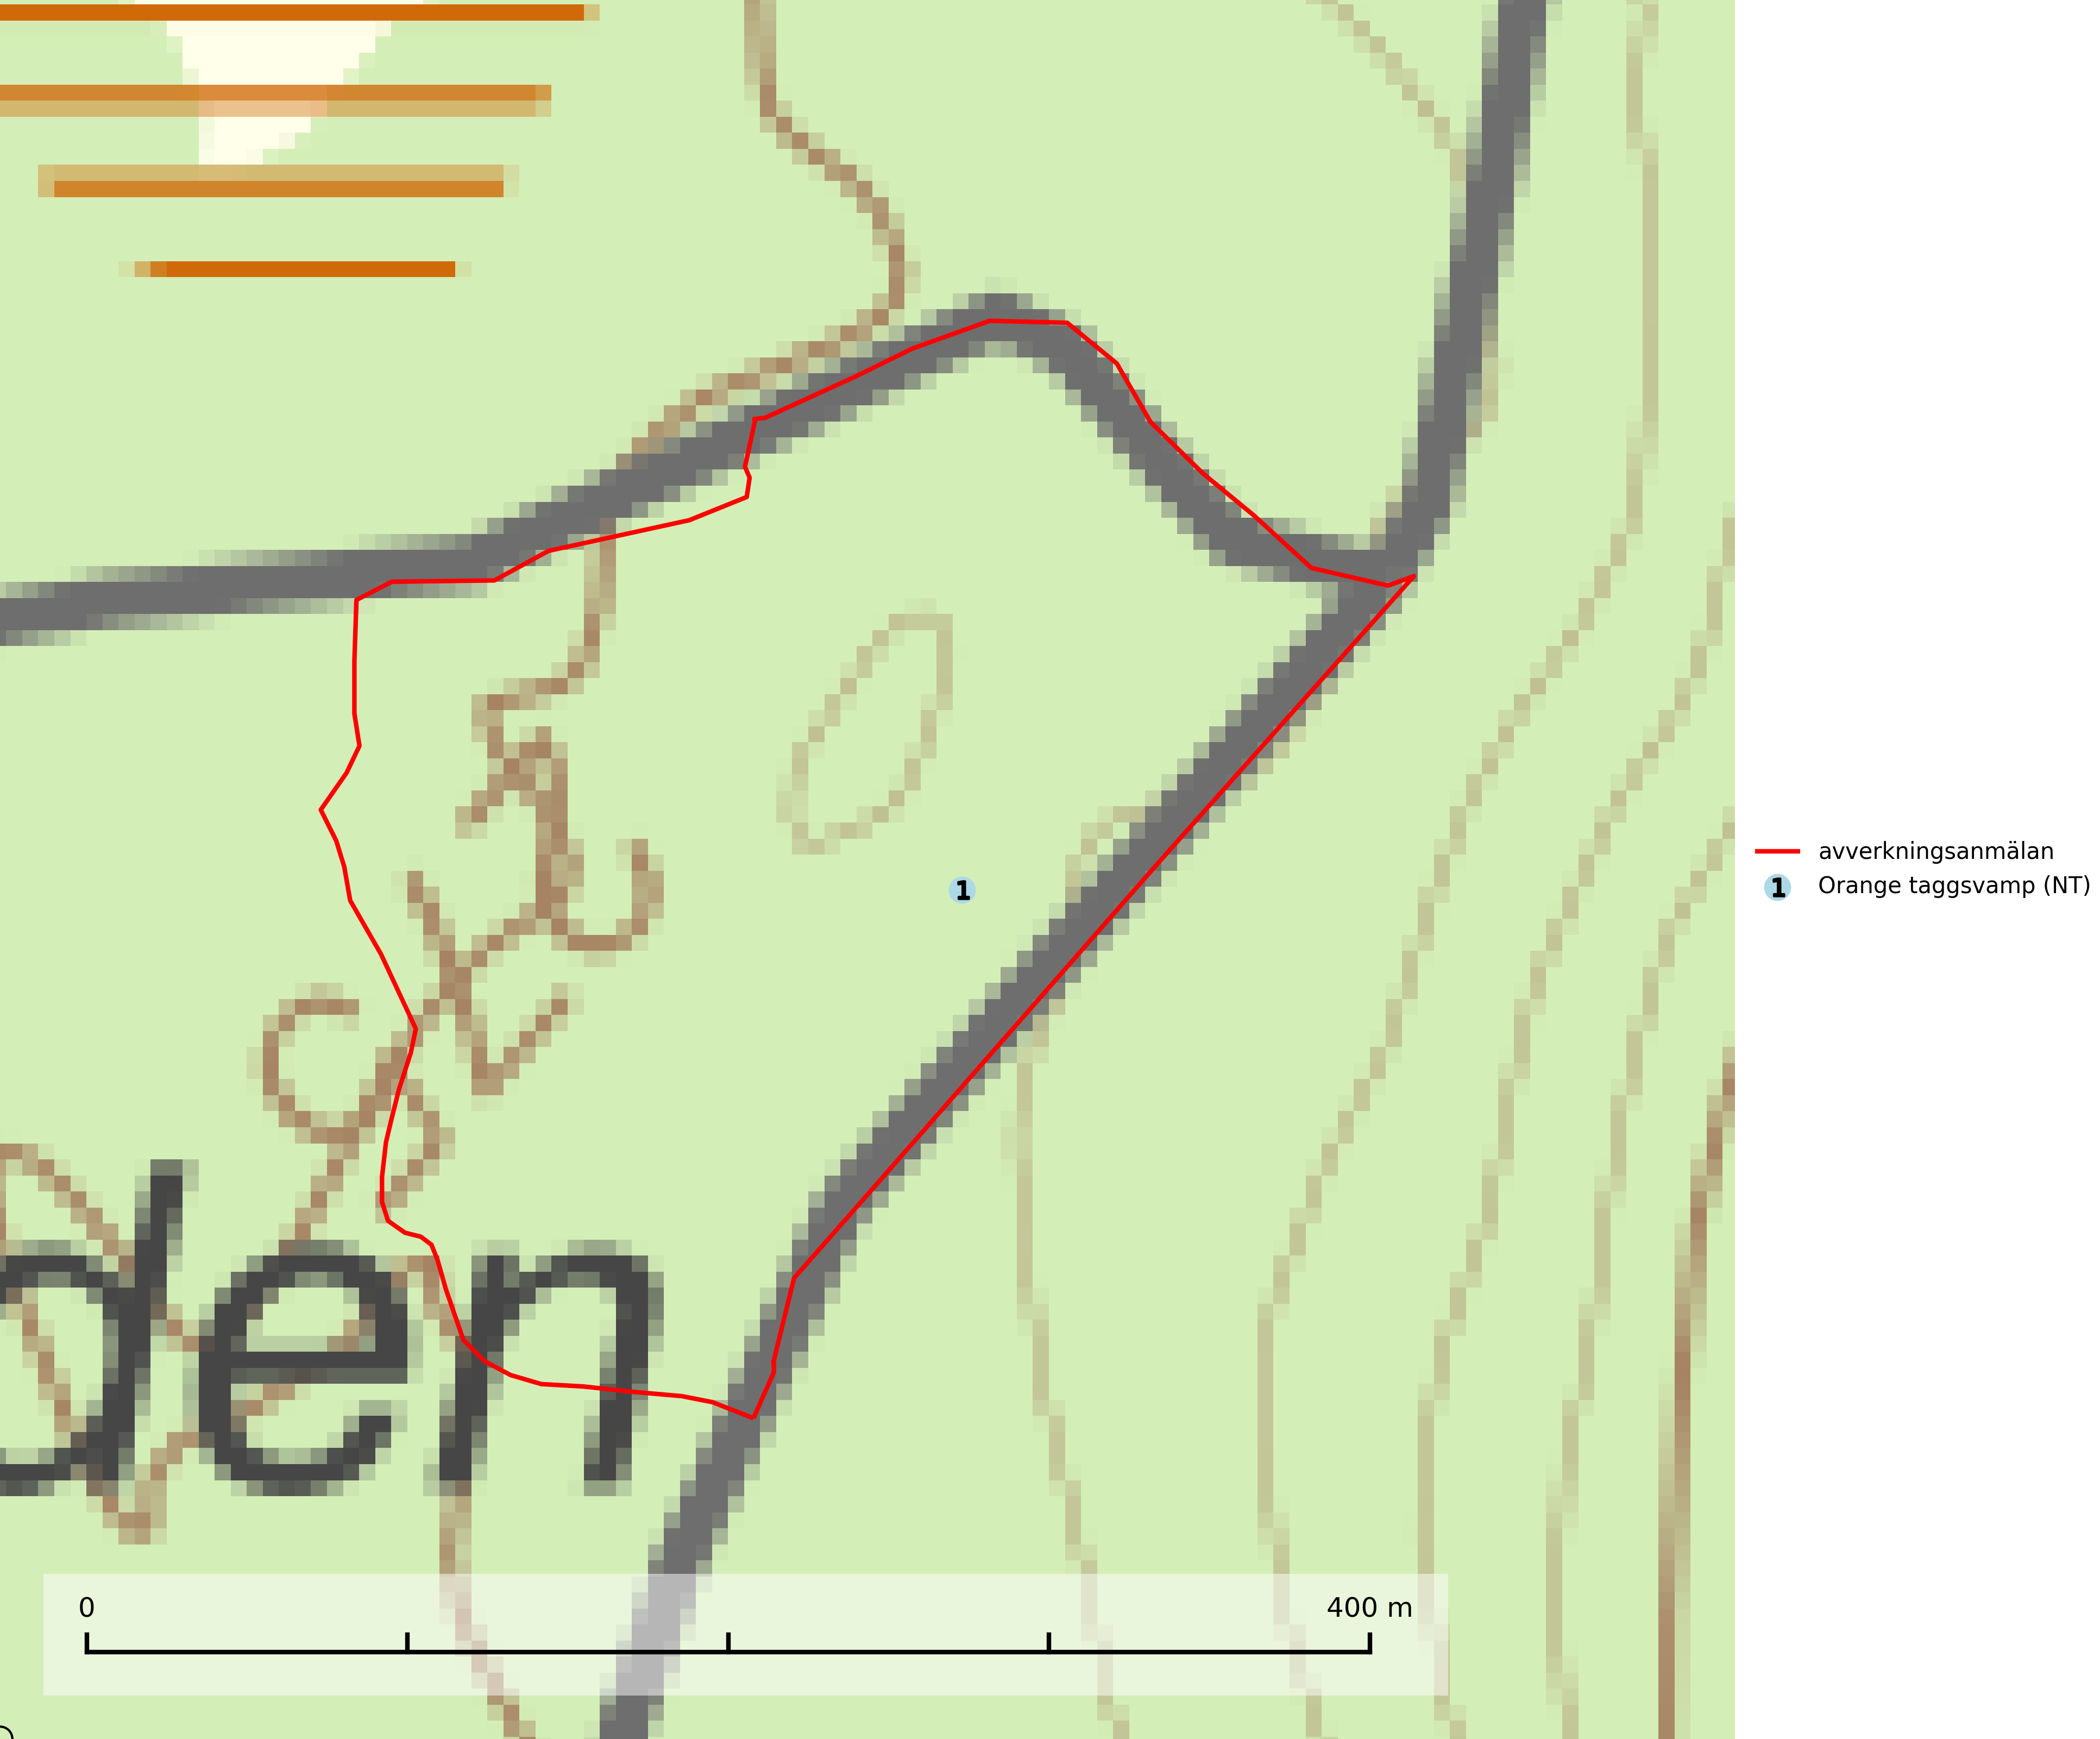 1
avverkningsanmälan
1 Orange taggsvamp (NT)
den
0 400 m